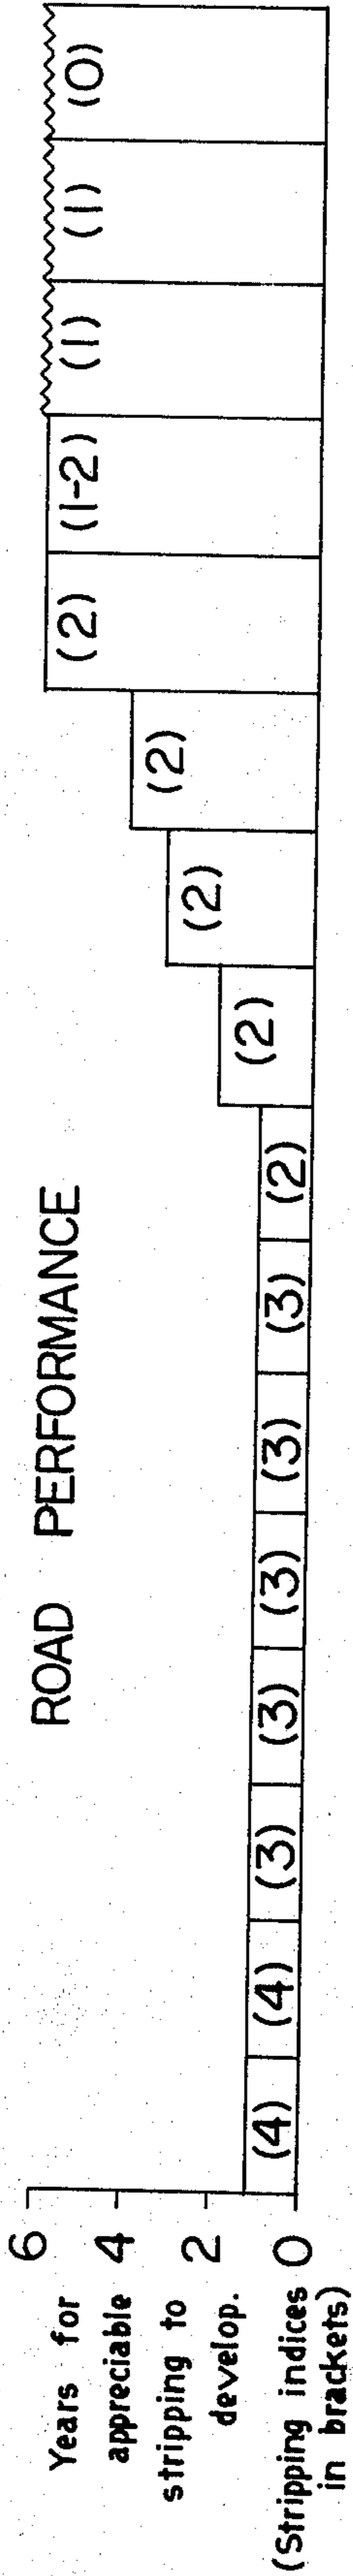 ROAD PERFORMANCE
6
4
2
0
Years for
appreciable
stripping to
develop.
(Stripping indices
in brackets)
(4)
(4)
(3)
(3)
(3)
(3)
(3)
(2)
(2)
(2)
(2)
(2)
(1-2)
(1)
(1)
(0)